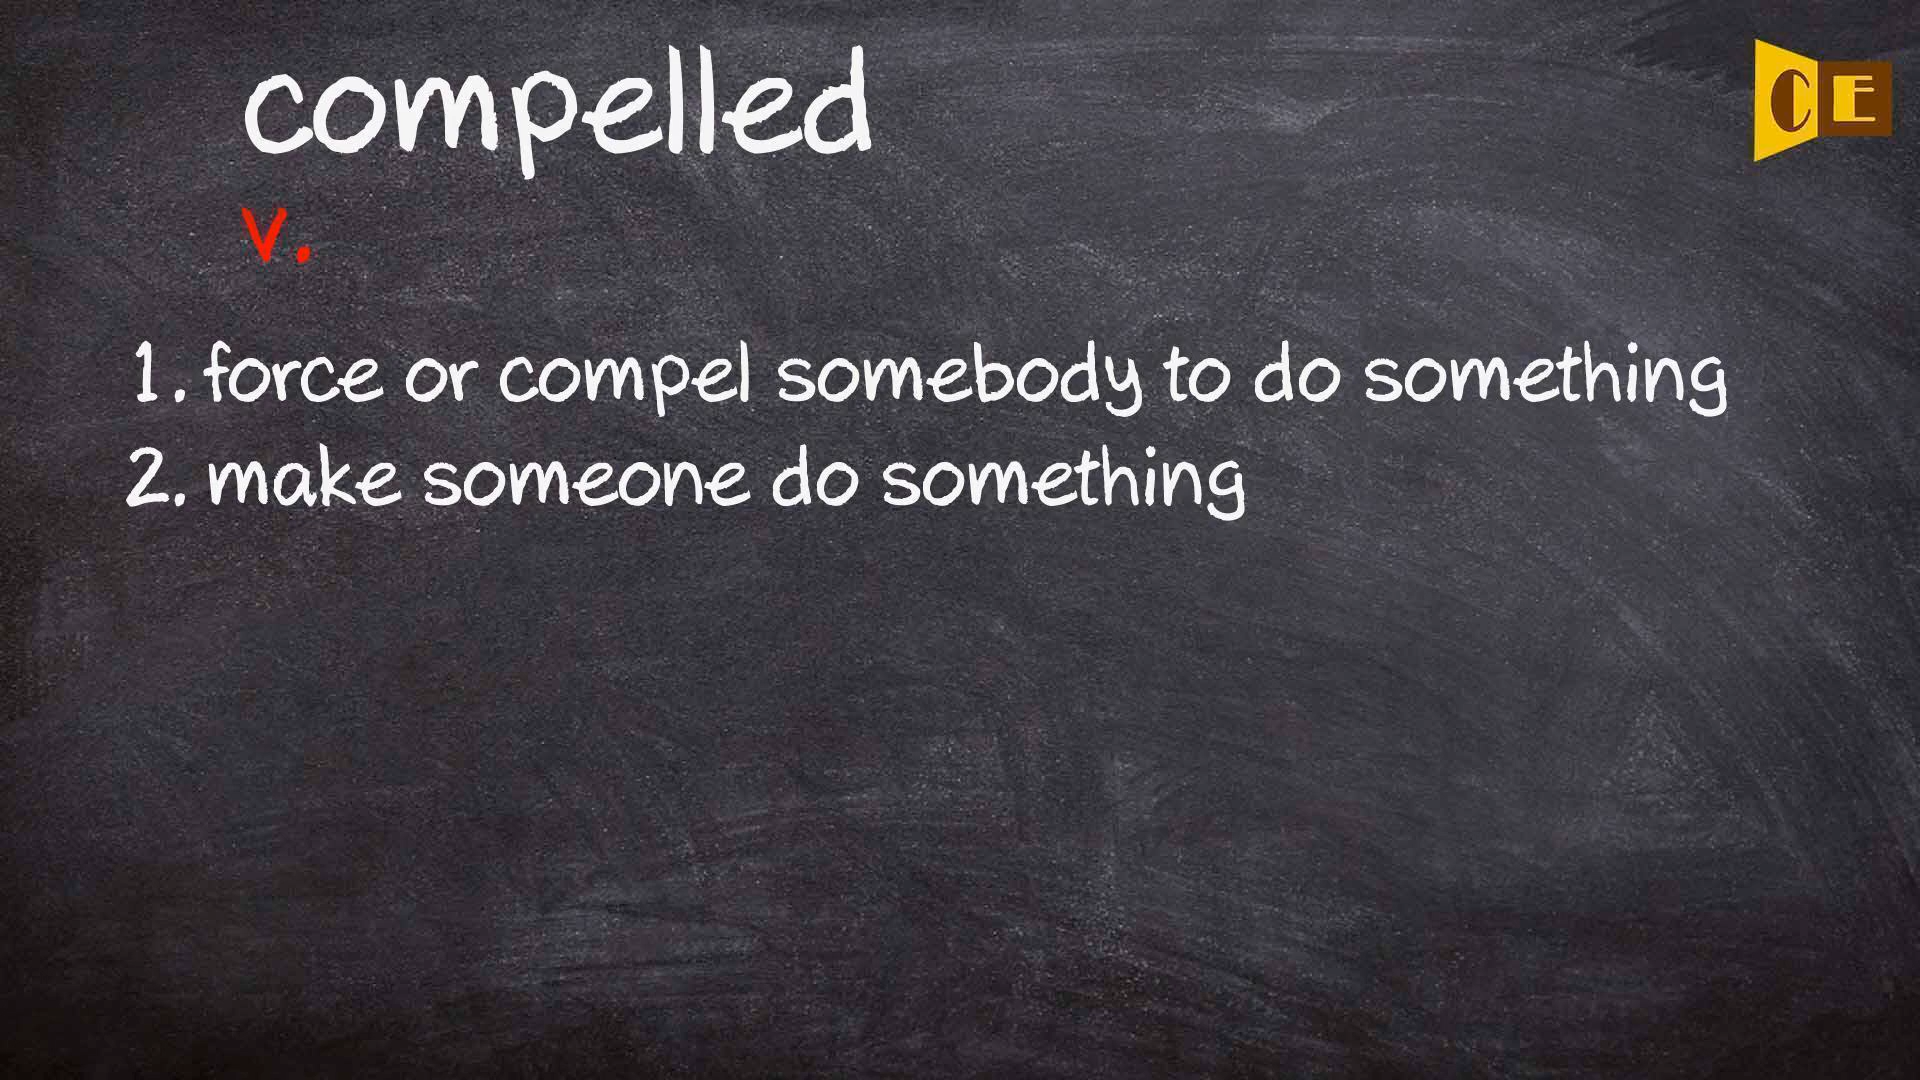 compelled
CE
v.
1. force or compel somebody to do something
2. make someone do something